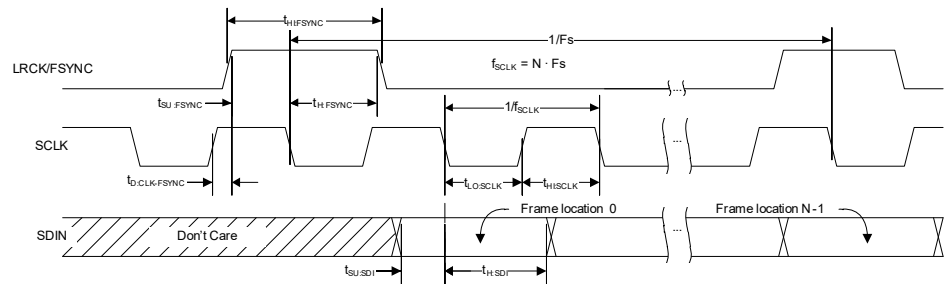 tHI:FSYNC
1/Fs
LRCK/FSYNC
fSCLK = N · Fs
tSU:FSYNC
tH:FSYNC
1/fSCLK
...
SCLK
...
tD:CLK-FSYNC
tLO:SCLK
tHI:SCLK
Frame location 0
Frame location N-1
SDIN
Don't Care
...
tSU:SDI
tH:SDI